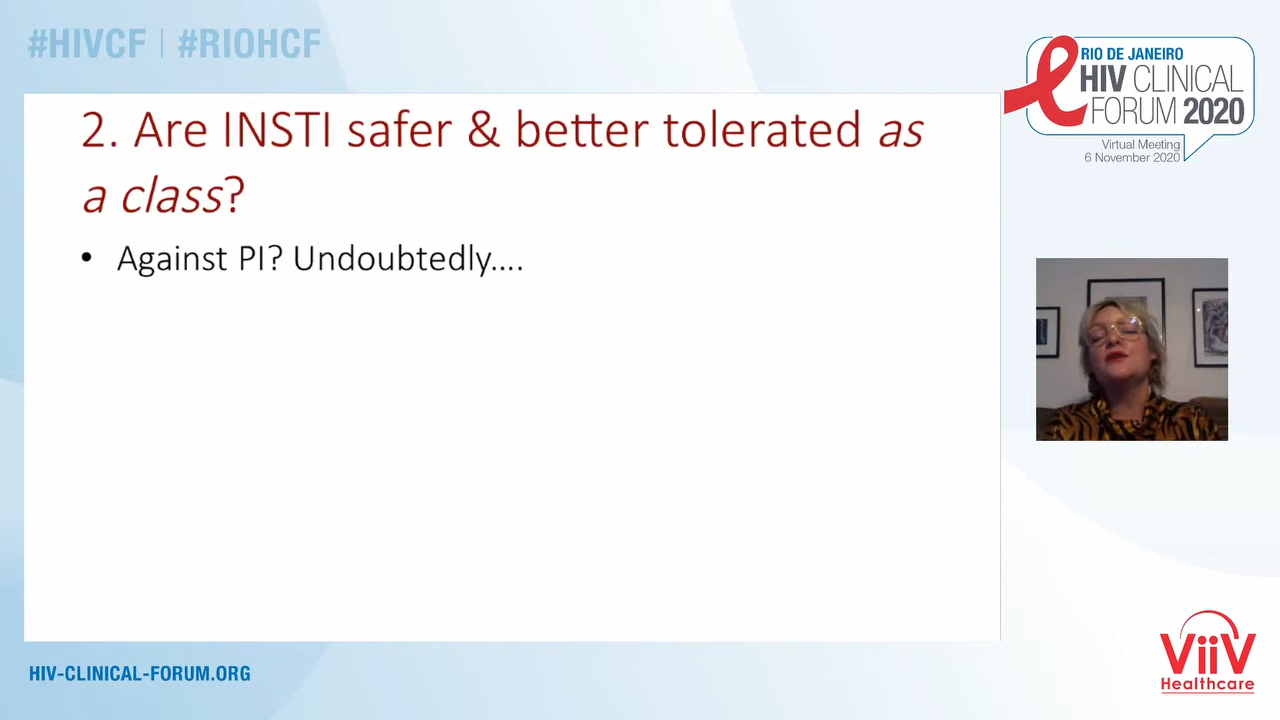 #HIVCF | #RIOHCF
RIO DE JANEIRO
HIV CLINICAL
FORUM 2020
Virtual Meeting
6 November 2020
2. Are INSTI safer & better tolerated as
a class?
• Against PI? Undoubtedly....
HIV-CLINICAL-FORUM.ORG
ViiV
Healthcare